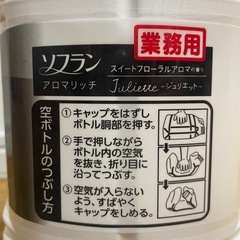 業務用
ソフラン
アロマリッチ
スイートフローラルアロマの香り
Juliette
-ジュリエット-
空ボトルのつぶし方
①キャップをはずし
ボトル胴部を押す。
②手で押しながら
ボトル内の空気
を抜き、折り目
に沿ってつぶす。
③空気が入らない
よう、すばやく
キャップをしめる。